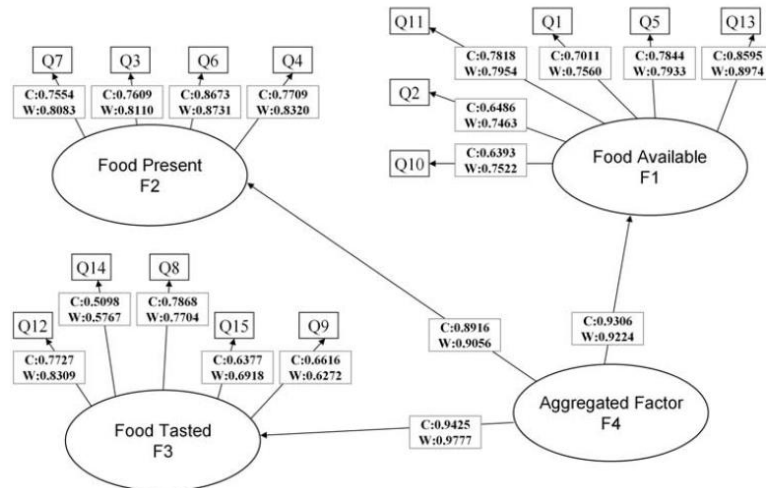 Q7
Q3
Q6
Q4
C:0.7554
W:0.8083
C:0.7609
W:0.8110
C:0.8673
W:0.8731
C:0.7709
W:0.8320
Food Present
F2
Q11
Q1
Q5
Q13
C:0.7818
W:0.7954
C:0.7011
W:0.7560
C:0.7844
W:0.7933
C:0.8595
W:0.8974
Q2
C:0.6486
W:0.7463
Q10
C:0.6393
W:0.7522
Food Available
F1
Q14
Q8
C:0.5098
W:0.5767
C:0.7868
W:0.7704
Q12
Q15
Q9
C:0.7727
W:0.8309
C:0.6377
W:0.6918
C:0.6616
W:0.6272
Food Tasted
F3
C:0.8916
W:0.9056
C:0.9306
W:0.9224
C:0.9425
W:0.9777
Aggregated Factor
F4